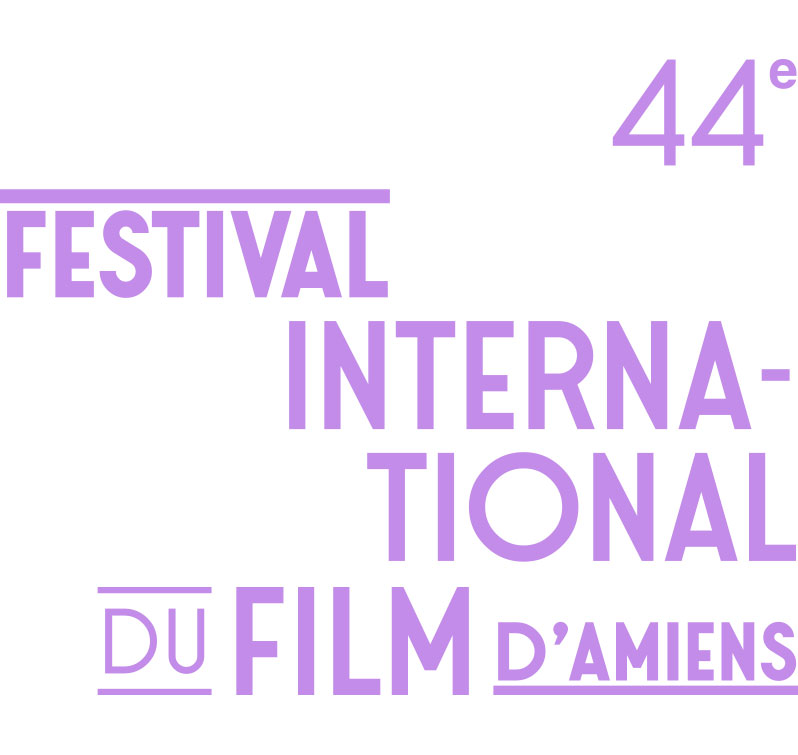 44e
FESTIVAL
INTERNA-
TIONAL
DU FILM D'AMIENS